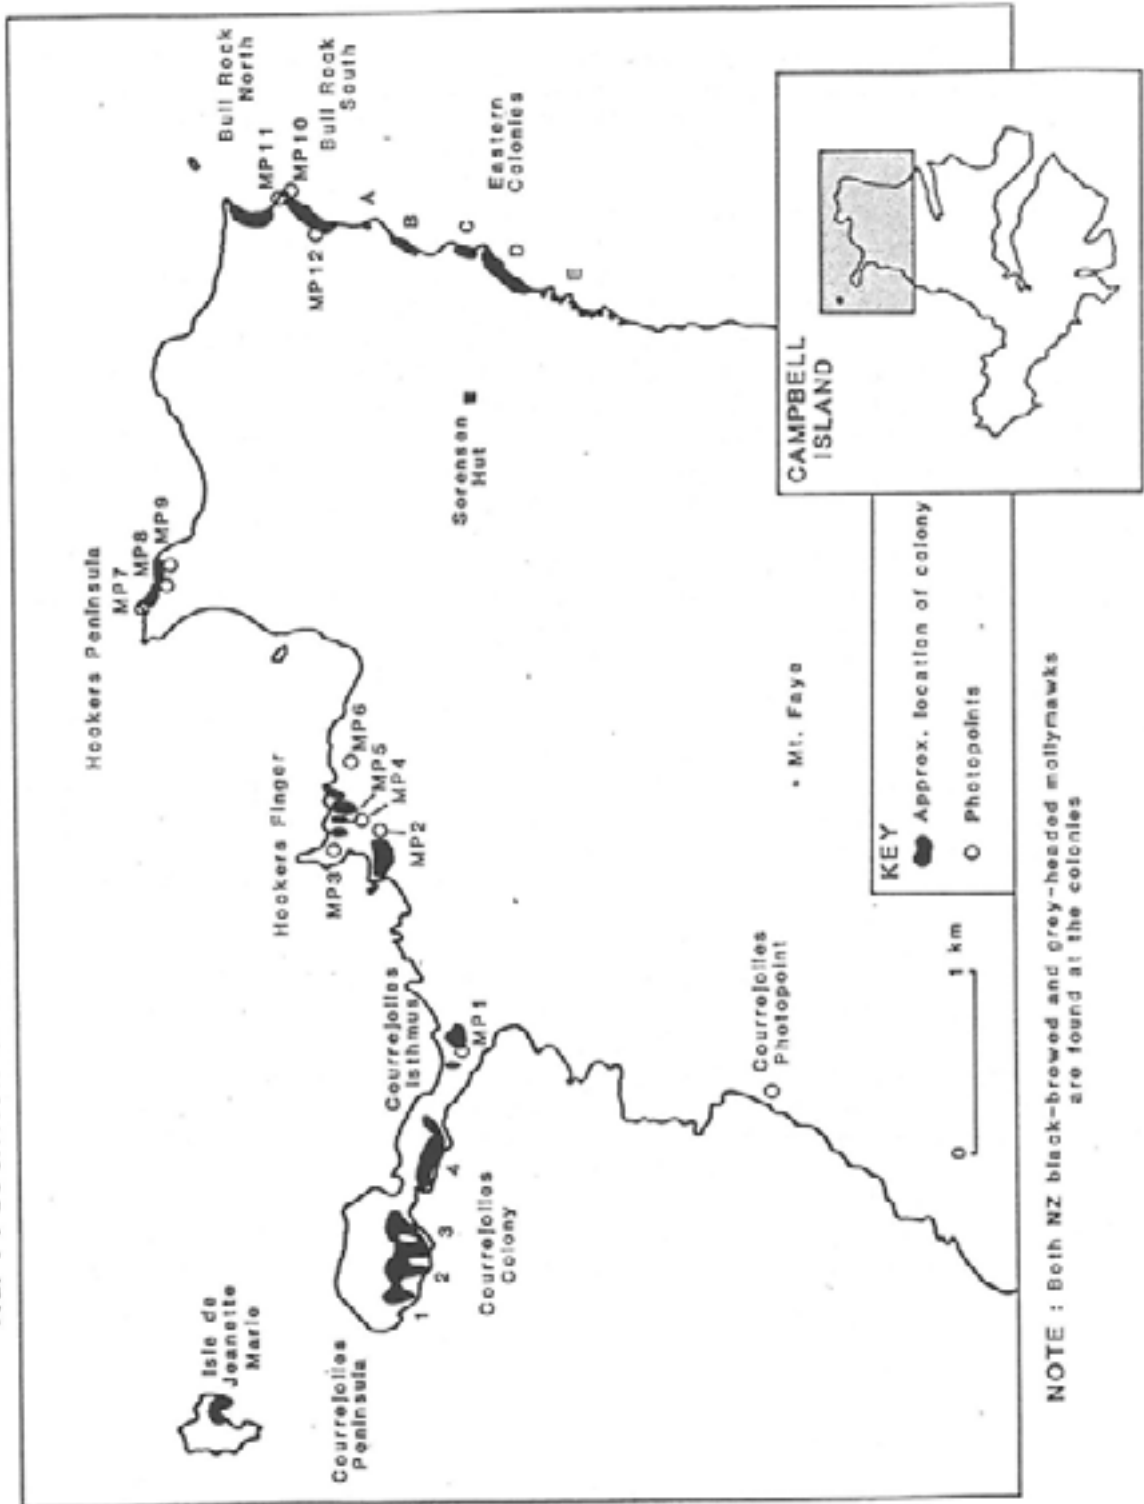 Isle de
Jeanette
Marie
Courrejolles
Peninsula
1
2
3
4
Courrejolles
Colony
Courrejolles
Isthmus
MP1
Courrejolles
Photopoint
Hookers Finger
MP3
MP2
MP4
MP5
MP6
Hookers Peninsula
MP7
MP8
MP9
Sorensen
Hut
Mt. Faye
Bull Rock
North
MP11
MP10
Bull Rock
South
MP12
A
B
C
D
E
Eastern
Colonies
0
1 km
KEY
Approx. location of colony
Photopoints
CAMPBELL
ISLAND
NOTE : Both NZ black-browed and grey-headed mollymawks
are found at the colonies